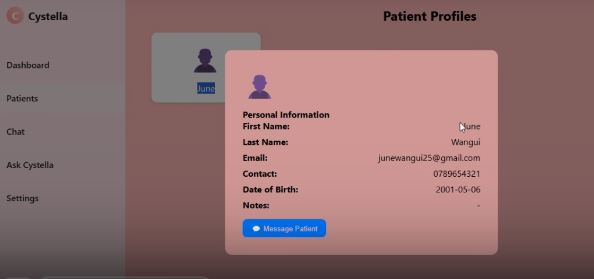 C Cystella
Patient Profiles
Dashboard
Patients
Chat
Ask Cystella
Settings
June
Personal Information
First Name: June
Last Name: Wangui
Email: junewangui25@gmail.com
Contact: 0789654321
Date of Birth: 2001-05-06
Notes: -
Message Patient